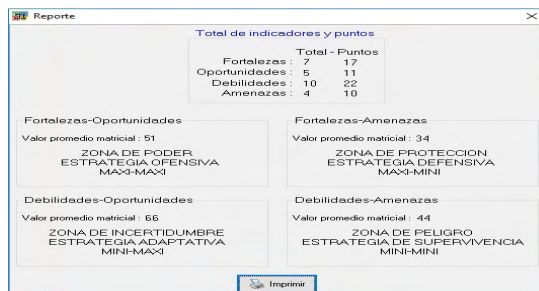 Reporte
Total de indicadores y puntos
Total - Puntos
Fortalezas : 7 17
Oportunidades : 5 11
Debilidades : 10 22
Amenazas : 4 10
Fortalezas-Oportunidades
Valor promedio matricial : 51
ZONA DE PODER
ESTRATEGIA OFENSIVA
MAXI-MAXI
Fortalezas-Amenazas
Valor promedio matricial : 34
ZONA DE PROTECCION
ESTRATEGIA DEFENSIVA
MAXI-MINI
Debilidades-Oportunidades
Valor promedio matricial : 66
ZONA DE INCERTIDUMBRE
ESTRATEGIA ADAPTATIVA
MINI-MAXI
Debilidades-Amenazas
Valor promedio matricial : 44
ZONA DE PELIGRO
ESTRATEGIA DE SUPERVIVENCIA
MINI-MINI
Imprimir